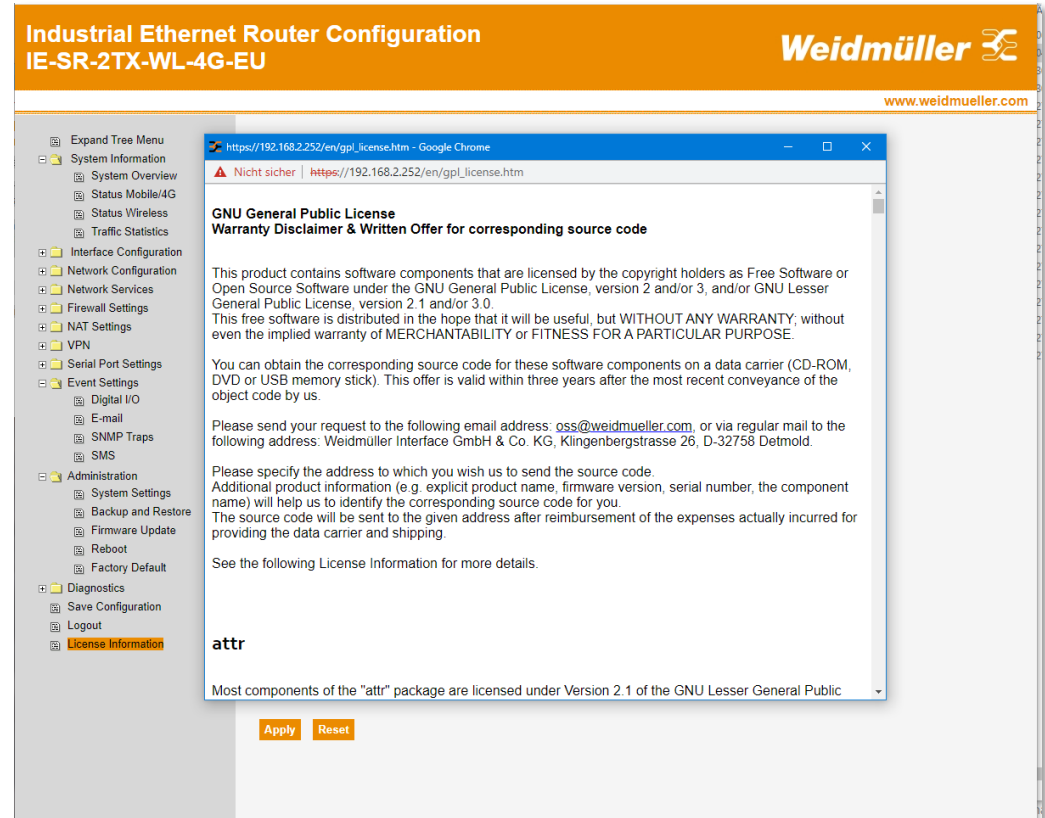 Industrial Ethernet Router Configuration
IE-SR-2TX-WL-4G-EU
Weidmüller
www.weidmueller.com
Expand Tree Menu
System Information
System Overview
Status Mobile/4G
Status Wireless
Traffic Statistics
Interface Configuration
Network Configuration
Network Services
Firewall Settings
NAT Settings
VPN
Serial Port Settings
Event Settings
Digital I/O
E-mail
SNMP Traps
SMS
Administration
System Settings
Backup and Restore
Firmware Update
Reboot
Factory Default
Diagnostics
Save Configuration
Logout
License Information
https://192.168.2.252/en/gpl_license.htm - Google Chrome
Nicht sicher | https://192.168.2.252/en/gpl_license.htm
GNU General Public License
Warranty Disclaimer & Written Offer for corresponding source code
This product contains software components that are licensed by the copyright holders as Free Software or
Open Source Software under the GNU General Public License, version 2 and/or 3, and/or GNU Lesser
General Public License, version 2.1 and/or 3.0.
This free software is distributed in the hope that it will be useful, but WITHOUT ANY WARRANTY; without
even the implied warranty of MERCHANTABILITY or FITNESS FOR A PARTICULAR PURPOSE.
You can obtain the corresponding source code for these software components on a data carrier (CD-ROM,
DVD or USB memory stick). This offer is valid within three years after the most recent conveyance of the
object code by us.
Please send your request to the following email address: oss@weidmueller.com, or via regular mail to the
following address: Weidmüller Interface GmbH & Co. KG, Klingenbergstrasse 26, D-32758 Detmold.
Please specify the address to which you wish us to send the source code.
Additional product information (e.g. explicit product name, firmware version, serial number, the component
name) will help us to identify the corresponding source code for you.
The source code will be sent to the given address after reimbursement of the expenses actually incurred for
providing the data carrier and shipping.
See the following License Information for more details.
attr
Most components of the "attr" package are licensed under Version 2.1 of the GNU Lesser General Public
Apply
Reset